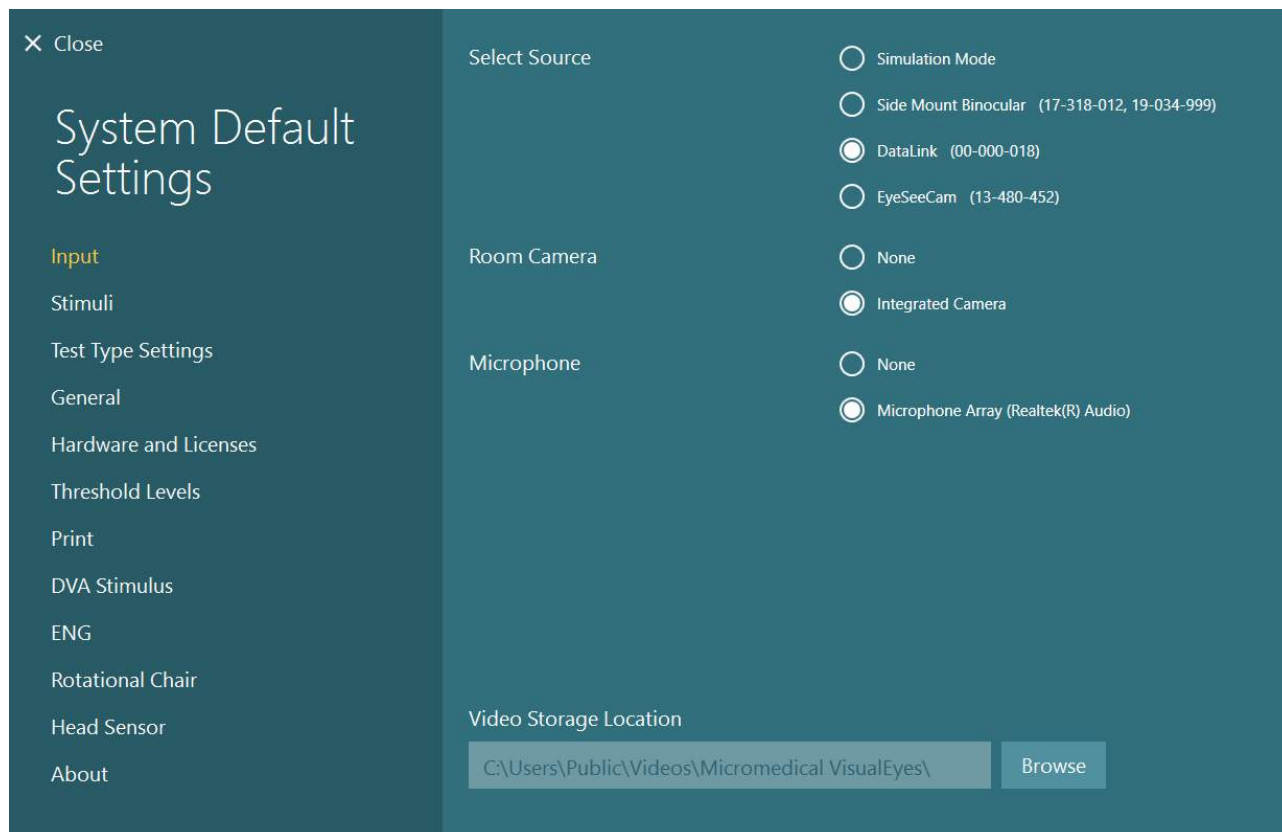 Close
System Default
Settings
Input
Stimuli
Test Type Settings
General
Hardware and Licenses
Threshold Levels
Print
DVA Stimulus
ENG
Rotational Chair
Head Sensor
About
Select Source
Simulation Mode
Side Mount Binocular (17-318-012, 19-034-999)
DataLink (00-000-018)
EyeSeeCam (13-480-452)
Room Camera
None
Integrated Camera
Microphone
None
Microphone Array (Realtek(R) Audio)
Video Storage Location
C:\Users\Public\Videos\Micromedical VisualEyes\
Browse